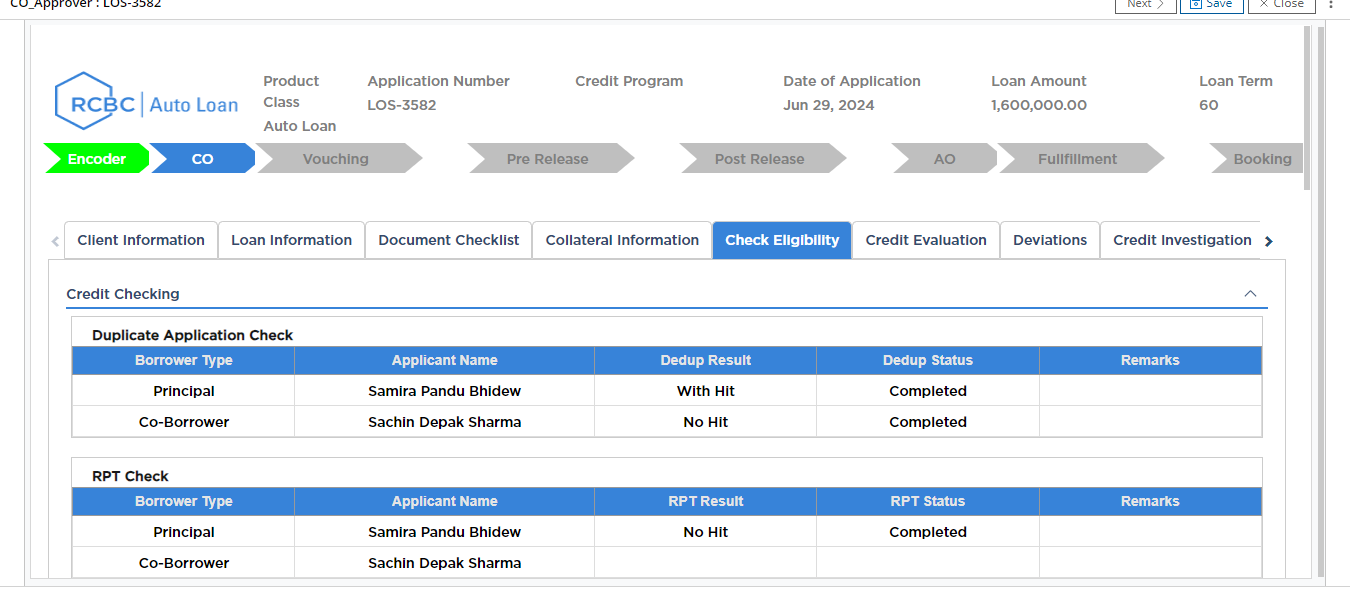 CO_Approver : LOS-3582
Next Save Close
RCBC Auto Loan
Product Class Application Number Credit Program Date of Application Loan Amount Loan Term
Auto Loan LOS-3582 Jun 29, 2024 1,600,000.00 60
Encoder CO Vouching Pre Release Post Release AO Fullfillment Booking
Client Information Loan Information Document Checklist Collateral Information Check Eligibility Credit Evaluation Deviations Credit Investigation
Credit Checking
Duplicate Application Check
Borrower Type Applicant Name Dedup Result Dedup Status Remarks
Principal Samira Pandu Bhidew With Hit Completed
Co-Borrower Sachin Depak Sharma No Hit Completed
RPT Check
Borrower Type Applicant Name RPT Result RPT Status Remarks
Principal Samira Pandu Bhidew No Hit Completed
Co-Borrower Sachin Depak Sharma